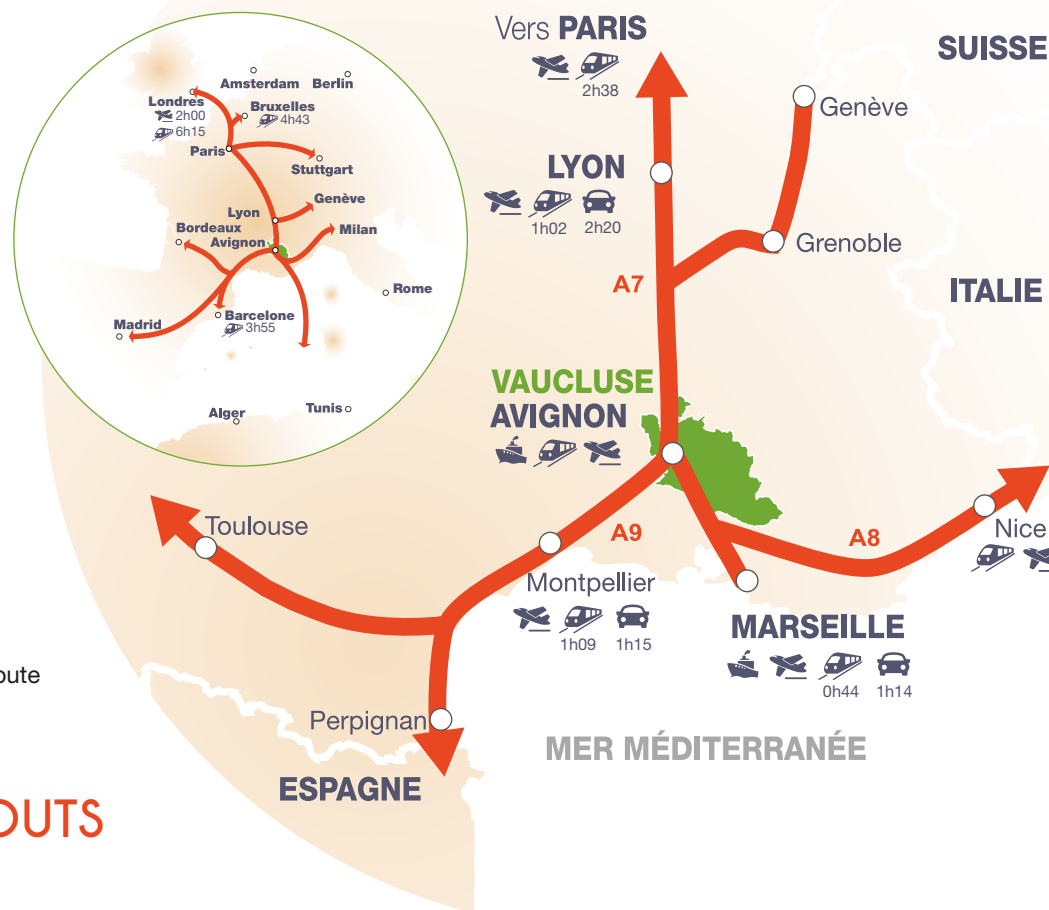 Amsterdam
Berlin
Londres
2h00
6h15
Bruxelles
4h43
Paris
Stuttgart
Lyon
Genève
Bordeaux
Avignon
Milan
Rome
Barcelone
3h55
Madrid
Alger
Tunis
Vers PARIS
2h38
SUISSE
Genève
LYON
1h02 2h20
Grenoble
A7
ITALIE
VAUCLUSE
AVIGNON
Toulouse
A9
A8
Nice
Montpellier
1h09 1h15
MARSEILLE
0h44 1h14
oute
Perpignan
MER MÉDITERRANÉE
ESPAGNE
OUTS